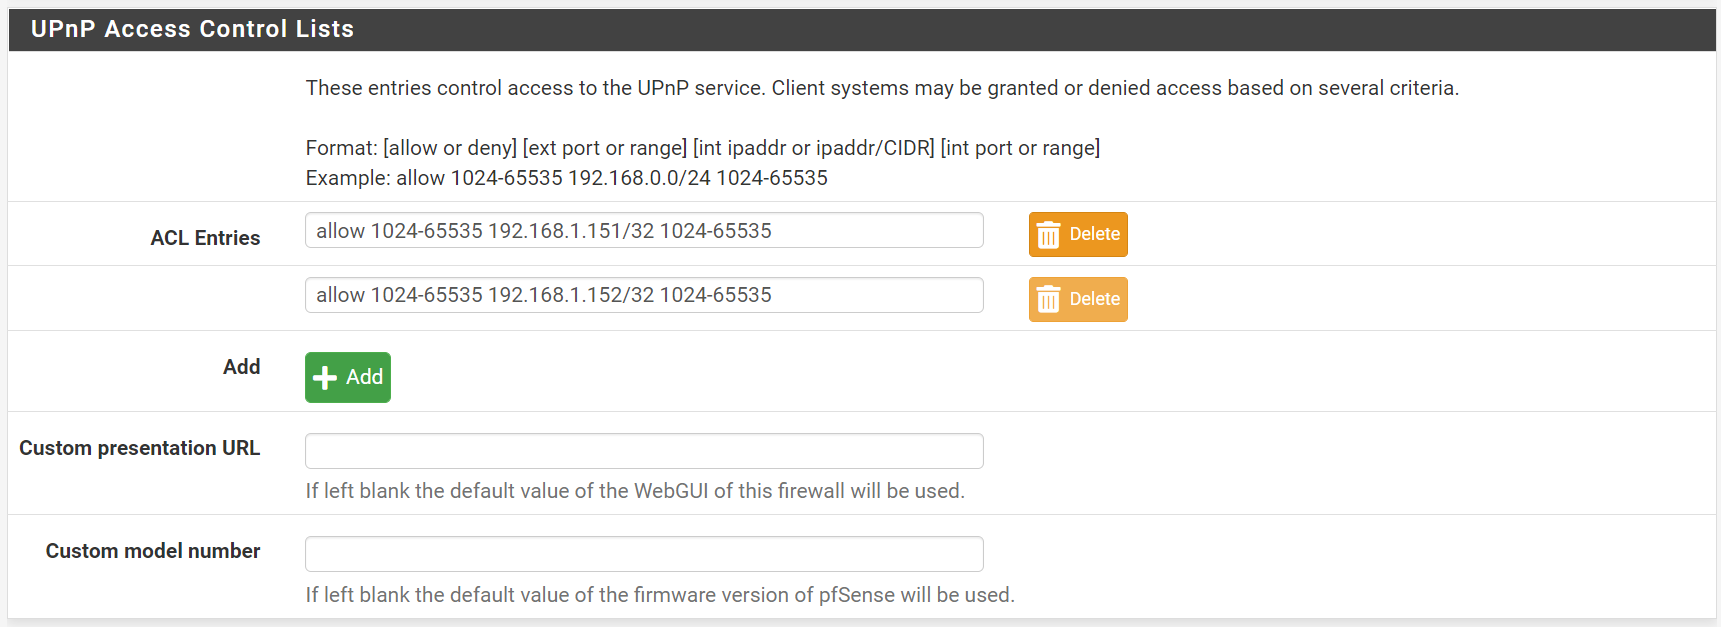 UPnP Access Control Lists
These entries control access to the UPnP service. Client systems may be granted or denied access based on several criteria.
Format: [allow or deny] [ext port or range] [int ipaddr or ipaddr/CIDR] [int port or range]
Example: allow 1024-65535 192.168.0.0/24 1024-65535
ACL Entries allow 1024-65535 192.168.1.151/32 1024-65535 Delete
allow 1024-65535 192.168.1.152/32 1024-65535 Delete
Add Add
Custom presentation URL
If left blank the default value of the WebGUI of this firewall will be used.
Custom model number
If left blank the default value of the firmware version of pfSense will be used.